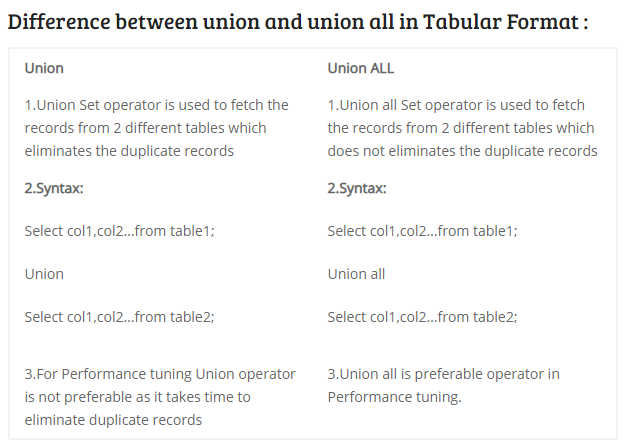 Difference between union and union all in Tabular Format :
Union
Union ALL
1.Union Set operator is used to fetch the
records from 2 different tables which
eliminates the duplicate records
1.Union all Set operator is used to fetch
the records from 2 different tables which
does not eliminates the duplicate records
2.Syntax:
2.Syntax:
Select col1,col2...from table1;
Select col1,col2...from table1;
Union
Union all
Select col1,col2...from table2;
Select col1,col2...from table2;
3.For Performance tuning Union operator
is not preferable as it takes time to
eliminate duplicate records
3.Union all is preferable operator in
Performance tuning.